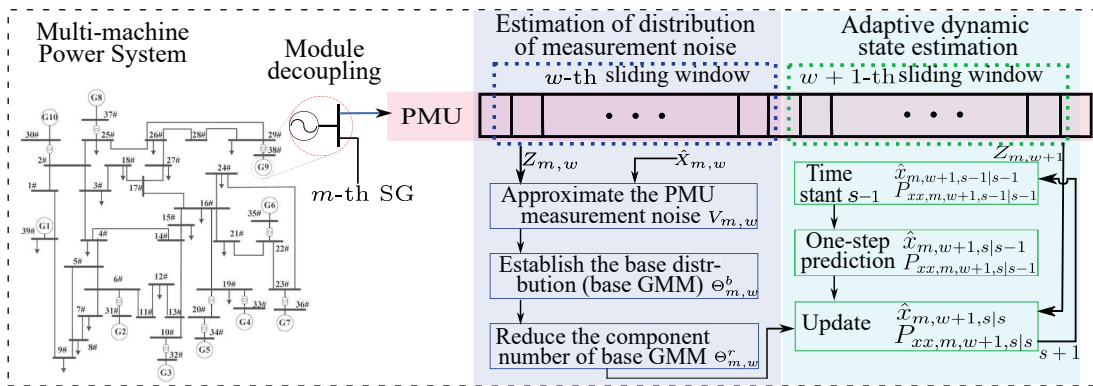 Multi-machine
Power System
Module
decoupling
m-th SG
PMU
Estimation of distribution
of measurement noise
w-th sliding window
Adaptive dynamic
state estimation
w + 1-th sliding window
• • •
• • •
Z_{m,w}
\hat{X}_{m,w}
Z_{m,w+1}
Approximate the PMU
measurement noise V_{m,w}
Establish the base distr-
bution (base GMM) Θ^b_{m,w}
Reduce the component
number of base GMM Θ^r_{m,w}
Time \hat{x}_{m,w+1,s-1|s-1}
stant s-1 P_{xx,m,w+1,s-1|s-1}
One-step \hat{x}_{m,w+1,s|s-1}
prediction P_{xx,m,w+1,s|s-1}
Update \hat{x}_{m,w+1,s|s}
P_{xx,m,w+1,s|s}
s+1
G8
37#
G10
30#
25#
26#
28#
29#
38#
G9
2#
18#
27#
24#
1#
3#
17#
G6
35#
16#
G1
39#
4#
15#
14#
21#
22#
5#
6#
12#
19#
23#
31#
11#
13#
20#
33#
36#
7#
G2
10#
G4
G7
8#
34#
9#
32#
G5
G3